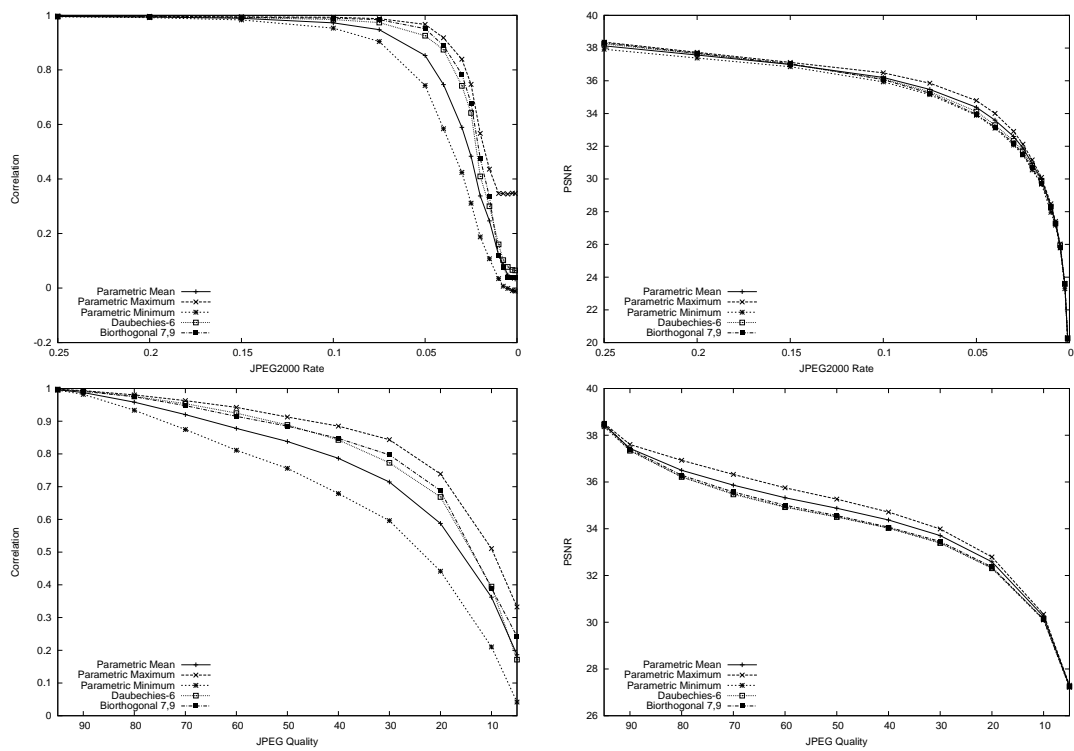 1
0.8
0.6
0.4
0.2
0
-0.2
Correlation
Parametric Mean
Parametric Maximum
Parametric Minimum
Daubechies-6
Biorthogonal 7,9
0.25 0.2 0.15 0.1 0.05 0
JPEG2000 Rate
40
38
36
34
32
30
28
26
24
22
20
PSNR
Parametric Mean
Parametric Maximum
Parametric Minimum
Daubechies-6
Biorthogonal 7,9
0.25 0.2 0.15 0.1 0.05 0
JPEG2000 Rate
1
0.9
0.8
0.7
0.6
0.5
0.4
0.3
0.2
0.1
0
Correlation
Parametric Mean
Parametric Maximum
Parametric Minimum
Daubechies-6
Biorthogonal 7,9
90 80 70 60 50 40 30 20 10
JPEG Quality
40
38
36
34
32
30
28
26
PSNR
Parametric Mean
Parametric Maximum
Parametric Minimum
Daubechies-6
Biorthogonal 7,9
90 80 70 60 50 40 30 20 10
JPEG Quality